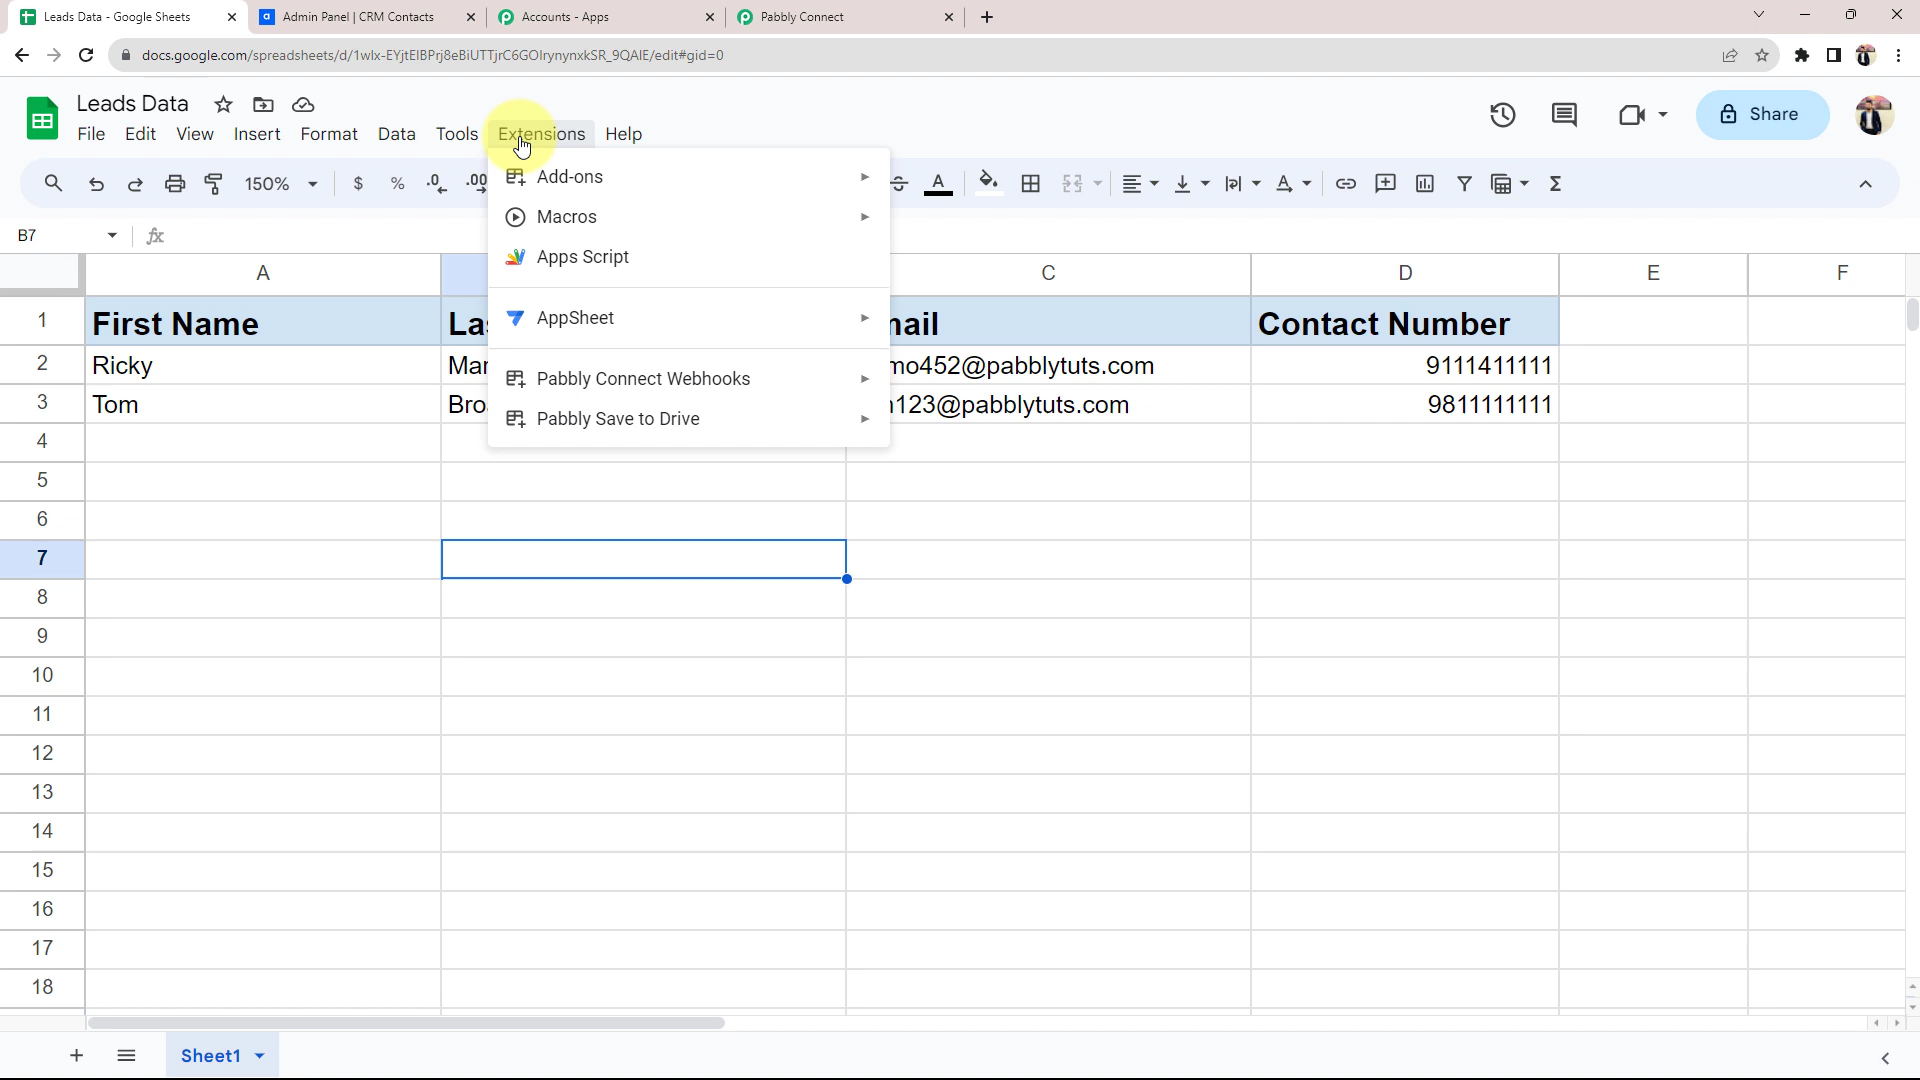 Leads Data - Google Sheets
Admin Panel | CRM Contacts
Accounts - Apps
Pabbly Connect
docs.google.com/spreadsheets/d/1wlx-EYjtElBPrj8eBiUTTjrC6GOlrynynxkSR_9QAIE/edit#gid=0
Leads Data
Share
File Edit View Insert Format Data Tools Extensions Help
150% $ % .0 .00 A A Σ
B7 fx
Add-ons
Macros
Apps Script
AppSheet
Pabbly Connect Webhooks
Pabbly Save to Drive
A C D E F
1 First Name Las nail Contact Number
2 Ricky Mar mo452@pabblytuts.com 9111411111
3 Tom Bro 123@pabblytuts.com 9811111111
4
5
6
7
8
9
10
11
12
13
14
15
16
17
18
Sheet1